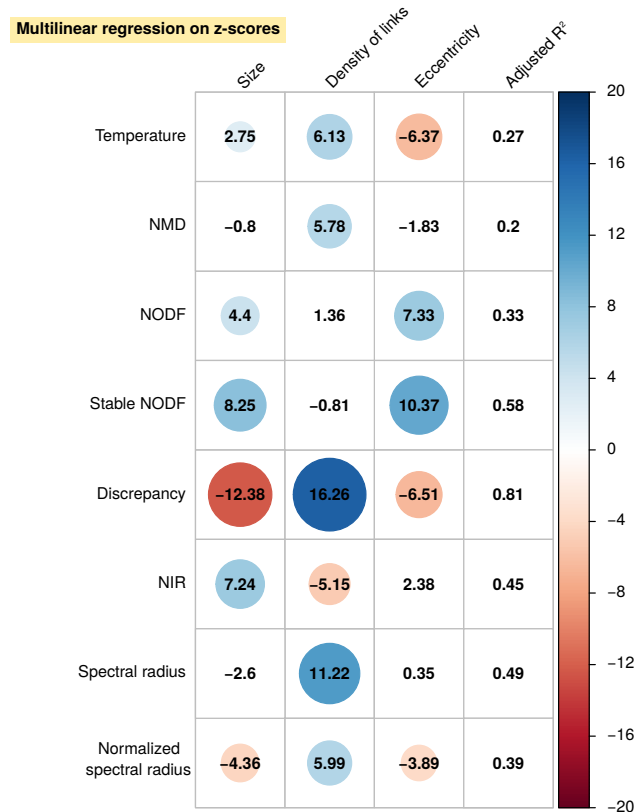 Multilinear regression on z-scores
Size
Density of links
Eccentricity
Adjusted R²
Temperature 2.75 6.13 −6.37 0.27
NMD −0.8 5.78 −1.83 0.2
NODF 4.4 1.36 7.33 0.33
Stable NODF 8.25 −0.81 10.37 0.58
Discrepancy −12.38 16.26 −6.51 0.81
NIR 7.24 −5.15 2.38 0.45
Spectral radius −2.6 11.22 0.35 0.49
Normalized
spectral radius −4.36 5.99 −3.89 0.39
20
16
12
8
4
0
−4
−8
−12
−16
−20